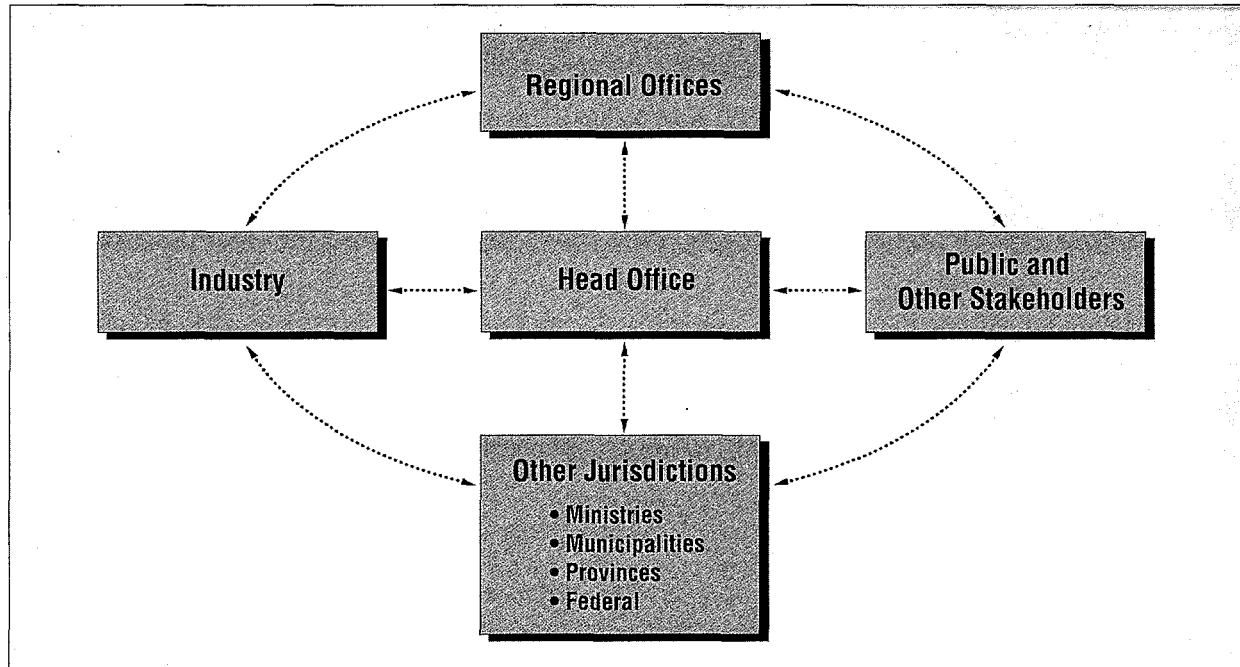 Regional Offices
Industry
Head Office
Public and
Other Stakeholders
Other Jurisdictions
• Ministries
• Municipalities
• Provinces
• Federal